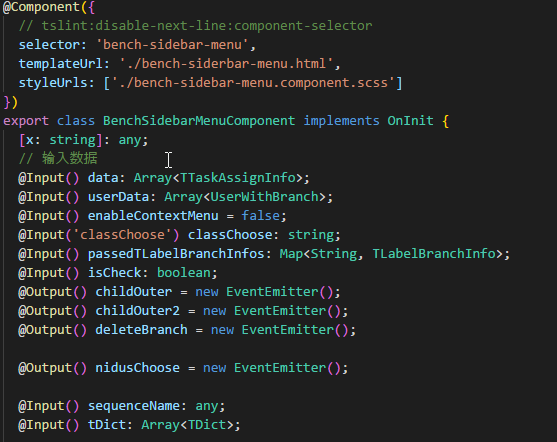 @Component({
// tslint:disable-next-line:component-selector
selector: 'bench-sidebar-menu',
templateUrl: './bench-siderbar-menu.html',
styleUrls: ['./bench-sidebar-menu.component.scss']
})
export class BenchSidebarMenuComponent implements OnInit {
[x: string]: any;
// 输入数据
@Input() data: Array<TTaskAssignInfo>;
@Input() userData: Array<UserWithBranch>;
@Input() enableContextMenu = false;
@Input('classChoose') classChoose: string;
@Input() passedTLabelBranchInfos: Map<String, TLabelBranchInfo>;
@Input() isCheck: boolean;
@Output() childOuter = new EventEmitter();
@Output() childOuter2 = new EventEmitter();
@Output() deleteBranch = new EventEmitter();
@Output() nidusChoose = new EventEmitter();
@Input() sequenceName: any;
@Input() tDict: Array<TDict>;